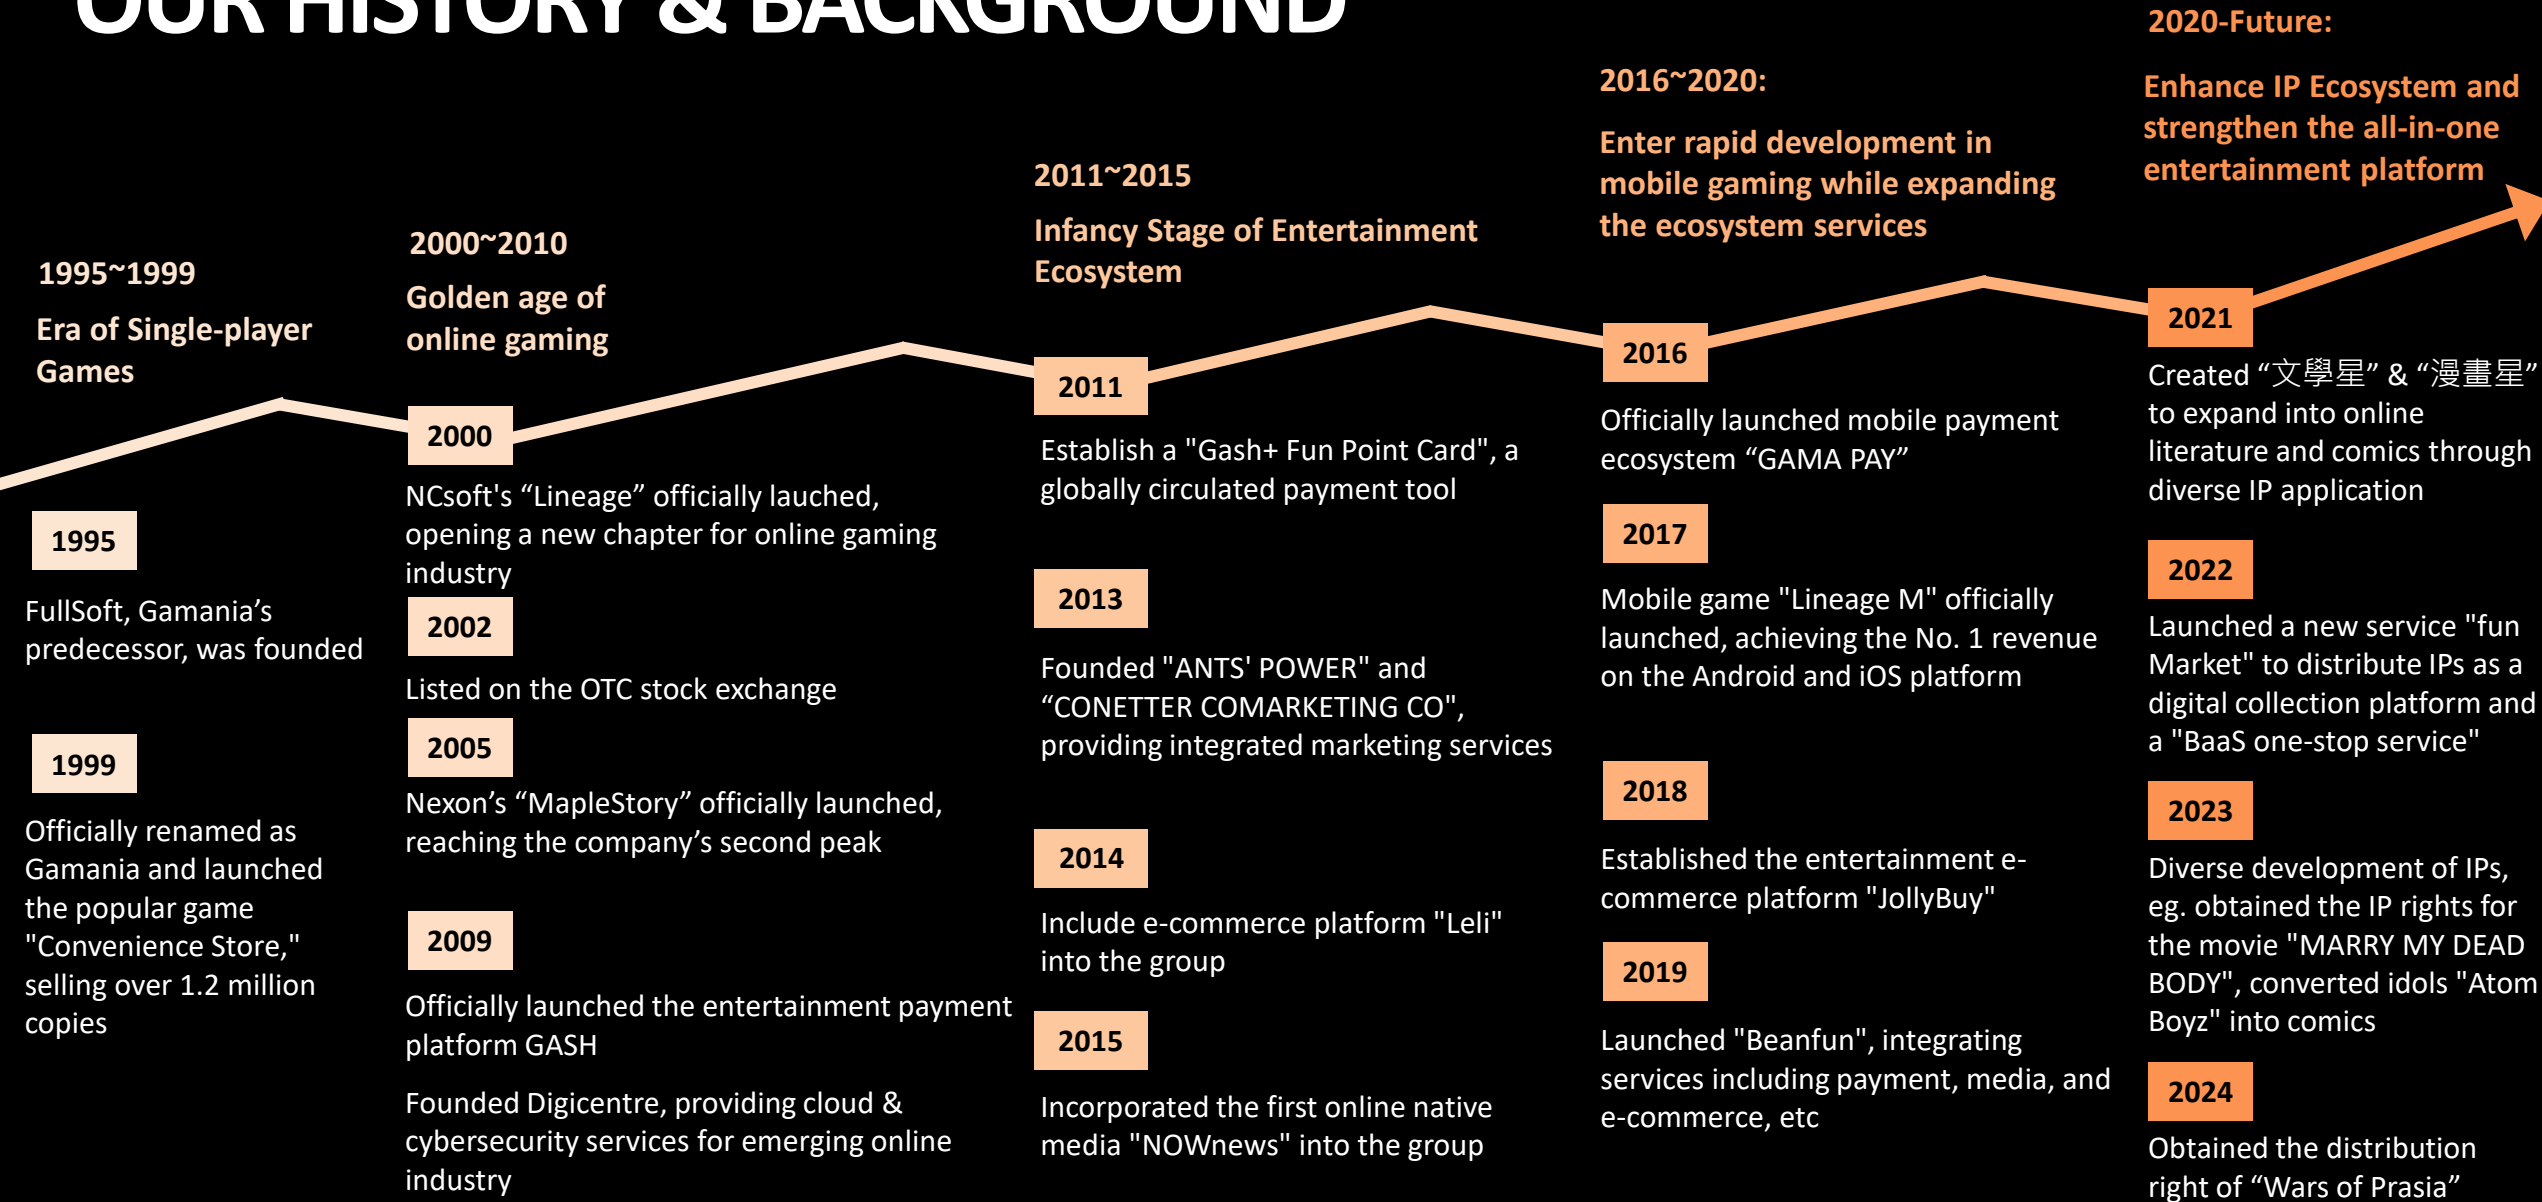 OUR HISTORY & BACKGROUND
1995~1999
Era of Single-player
Games
1995
FullSoft, Gamania’s
predecessor, was founded
1999
Officially renamed as
Gamania and launched
the popular game
"Convenience Store,"
selling over 1.2 million
copies
2000~2010
Golden age of
online gaming
2000
NCsoft's “Lineage” officially lauched,
opening a new chapter for online gaming
industry
2002
Listed on the OTC stock exchange
2005
Nexon’s “MapleStory” officially launched,
reaching the company’s second peak
2009
Officially launched the entertainment payment
platform GASH
Founded Digicentre, providing cloud &
cybersecurity services for emerging online
industry
2011~2015
Infancy Stage of Entertainment
Ecosystem
2011
Establish a "Gash+ Fun Point Card", a
globally circulated payment tool
2013
Founded "ANTS' POWER" and
“CONETTER COMARKETING CO",
providing integrated marketing services
2014
Include e-commerce platform "Leli"
into the group
2015
Incorporated the first online native
media "NOWnews" into the group
2016~2020:
Enter rapid development in
mobile gaming while expanding
the ecosystem services
2016
Officially launched mobile payment
ecosystem “GAMA PAY”
2017
Mobile game "Lineage M" officially
launched, achieving the No. 1 revenue
on the Android and iOS platform
2018
Established the entertainment e-
commerce platform "JollyBuy"
2019
Launched "Beanfun", integrating
services including payment, media, and
e-commerce, etc
2020-Future:
Enhance IP Ecosystem and
strengthen the all-in-one
entertainment platform
2021
Created “文學星” & “漫畫星”
to expand into online
literature and comics through
diverse IP application
2022
Launched a new service "fun
Market" to distribute IPs as a
digital collection platform and
a "BaaS one-stop service"
2023
Diverse development of IPs,
eg. obtained the IP rights for
the movie "MARRY MY DEAD
BODY", converted idols "Atom
Boyz" into comics
2024
Obtained the distribution
right of “Wars of Prasia”